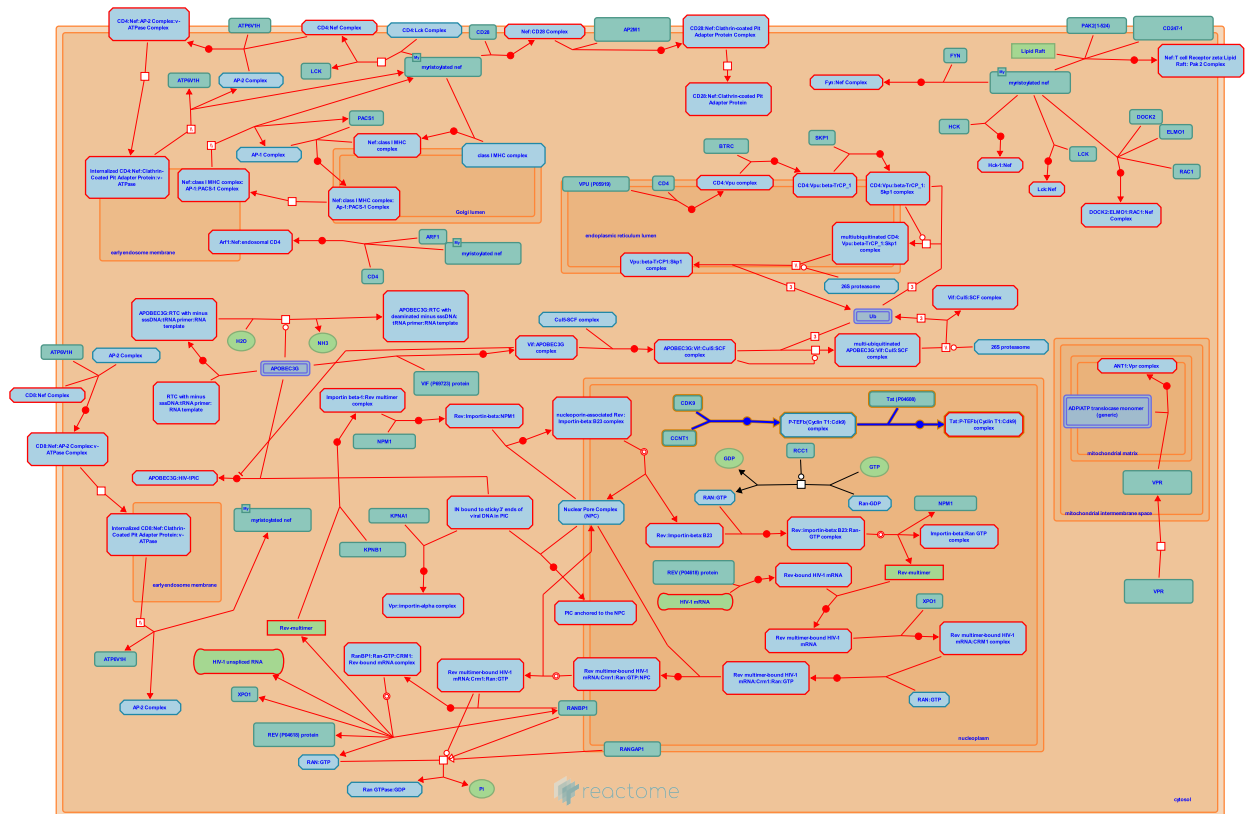 CD4:Nef:AP-2 Complex:v-
ATPase Complex
ATP6V1H
CD4:Nef Complex
CD4:Lck Complex
CD28
Nef:CD28 Complex
AP2M1
CD28:Nef:Clathrin-coated Pit
Adapter Protein Complex
PAK2(1-524)
CD247-1
Lipid Raft
Nef:T cell Receptor zeta:Lipid
Raft: Pak 2 Complex
LCK
My
myristoylated nef
FYN
ATP6V1H
AP-2 Complex
Fyn:Nef Complex
My
myristoylated nef
CD28:Nef:Clathrin-coated Pit
Adapter Protein
PACS1
HCK
DOCK2
ELMO1
6
6
Nef:class I MHC
complex
AP-1 Complex
class I MHC complex
BTRC
SKP1
LCK
Hck-1:Nef
RAC1
Internalized CD4:Nef:Clathrin-
Coated Pit Adapter Protein:v-
ATPase
Nef:class I MHC complex:
AP-1:PACS-1 Complex
VPU (P05919)
CD4
CD4:Vpu complex
CD4:Vpu:beta-TrCP_1
CD4:Vpu:beta-TrCP_1:
Skp1 complex
Lck:Nef
Nef:class I MHC complex:
Ap-1:PACS-1 Complex
Golgi lumen
DOCK2:ELMO1:RAC1:Nef
Complex
Arf1:Nef:endosomal CD4
ARF1
endoplasmic reticulum lumen
multiubiquitinated CD4:
Vpu:beta-TrCP_1:Skp1
complex
early endosome membrane
My
myristoylated nef
CD4
Vpu:beta-TrCP1:Skp1
complex
26S proteasome
3
3
APOBEC3G:RTC with minus
sssDNA:tRNA primer:RNA
template
APOBEC3G:RTC with
deaminated minus sssDNA:
tRNA primer:RNA template
Vif:Cul5:SCF complex
Cul5-SCF complex
Ub
3
H2O
NH3
ATP6V1H
AP-2 Complex
APOBEC3G
Vif:APOBEC3G
complex
APOBEC3G:Vif:Cul5:SCF
complex
multi-ubiquitinated
APOBEC3G:Vif:Cul5:SCF
complex
26S proteasome
CD8:Nef Complex
RTC with minus
sssDNA:tRNA primer:
RNA template
VIF (P69723) protein
ANT1:Vpr complex
Importin beta-1:Rev multimer
complex
Rev:Importin-beta:NPM1
nucleoporin-associated Rev:
Importin-beta:B23 complex
CDK9
Tat (P04608)
ADP/ATP translocase monomer
(generic)
CD8:Nef:AP-2 Complex:v-
ATPase Complex
NPM1
CCNT1
P-TEFb(Cyclin T1:Cdk9)
complex
Tat:P-TEFb(Cyclin T1:Cdk9)
complex
mitochondrial matrix
RCC1
GDP
GTP
APOBEC3G:HIV-1PIC
VPR
RAN:GTP
Ran-GDP
NPM1
mitochondrial intermembrane space
My
myristoylated nef
KPNA1
IN bound to sticky 3' ends of
viral DNA in PIC
Nuclear Pore Complex
(NPC)
Internalized CD8:Nef:Clathrin-
Coated Pit Adapter Protein:v-
ATPase
Rev:Importin-beta:B23
Rev:Importin-beta:B23:Ran-
GTP complex
Importin-beta:Ran GTP
complex
KPNB1
REV (P04618) protein
Rev-bound HIV-1 mRNA
Rev-multimer
early endosome membrane
HIV-1 mRNA
VPR
Vpr:importin-alpha complex
PIC anchored to the NPC
XPO1
6
Rev-multimer
Rev multimer-bound HIV-1
mRNA
Rev multimer-bound HIV-1
mRNA:CRM1 complex
ATP6V1H
HIV-1 unspliced RNA
RanBP1:Ran-GTP:CRM1:
Rev-bound mRNA complex
Rev multimer-bound HIV-1
mRNA:Crm1:Ran:GTP
Rev multimer-bound HIV-1
mRNA:Crm1:Ran:GTP:NPC
Rev multimer-bound HIV-1
mRNA:Crm1:Ran:GTP
XPO1
RAN:GTP
AP-2 Complex
RANBP1
REV (P04618) protein
nucleoplasm
RANGAP1
RAN:GTP
Ran GTPase:GDP
Pi
reactome
cytosol